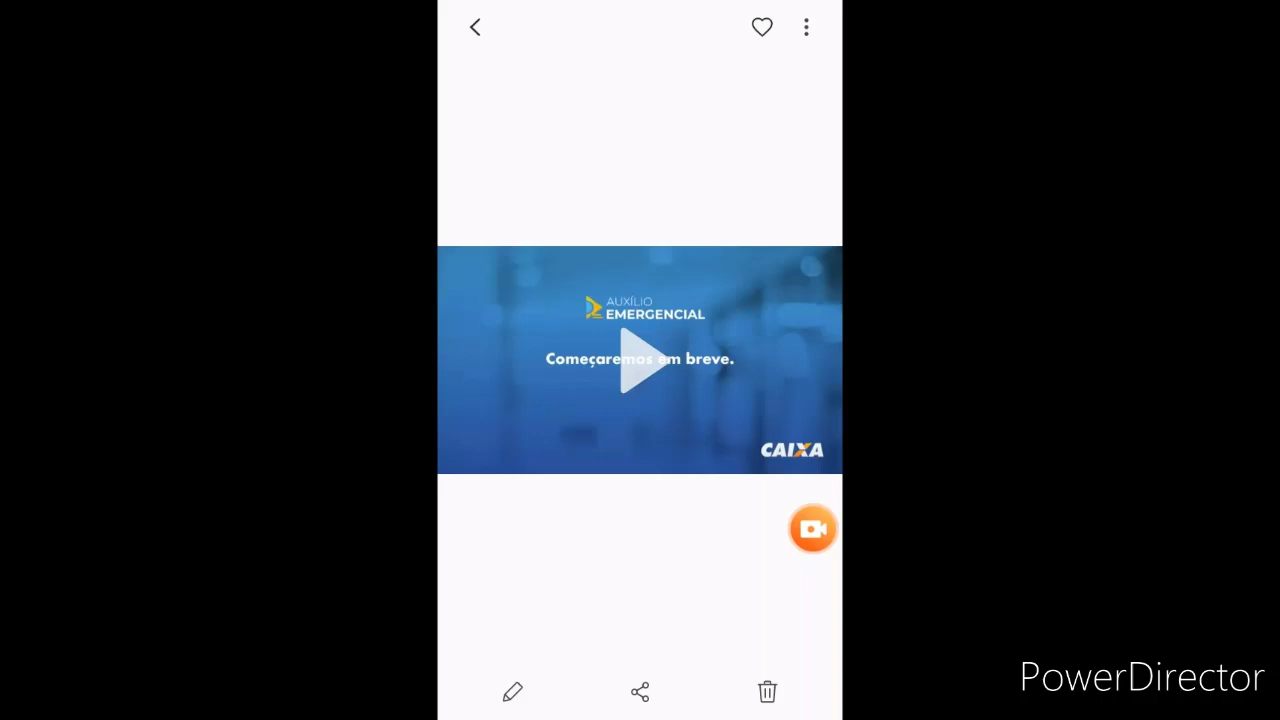 AUXÍLIO
EMERGENCIAL
Começaremos em breve.
CAIXA
PowerDirector